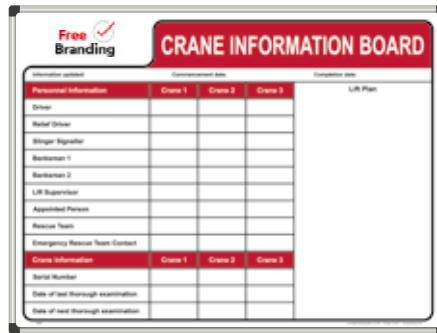 Free
Branding
CRANE INFORMATION BOARD
Information updated: Commencement date: Completion date:
Personnel Information Crane 1 Crane 2 Crane 3 Lift Plan
Driver
Relief Driver
Slinger Signaller
Banksman 1
Banksman 2
Lift Supervisor
Appointed Person
Rescue Team
Emergency Rescue Team Contact
Crane Information Crane 1 Crane 2 Crane 3
Serial Number
Date of last thorough examination
Date of next thorough examination